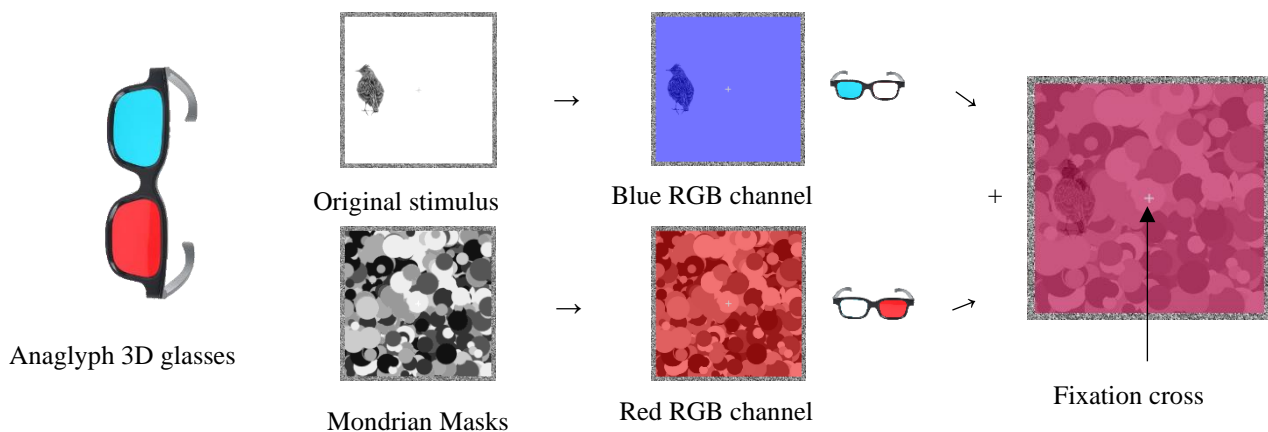 Original stimulus
Blue RGB channel
+
Anaglyph 3D glasses
Mondrian Masks
Red RGB channel
Fixation cross